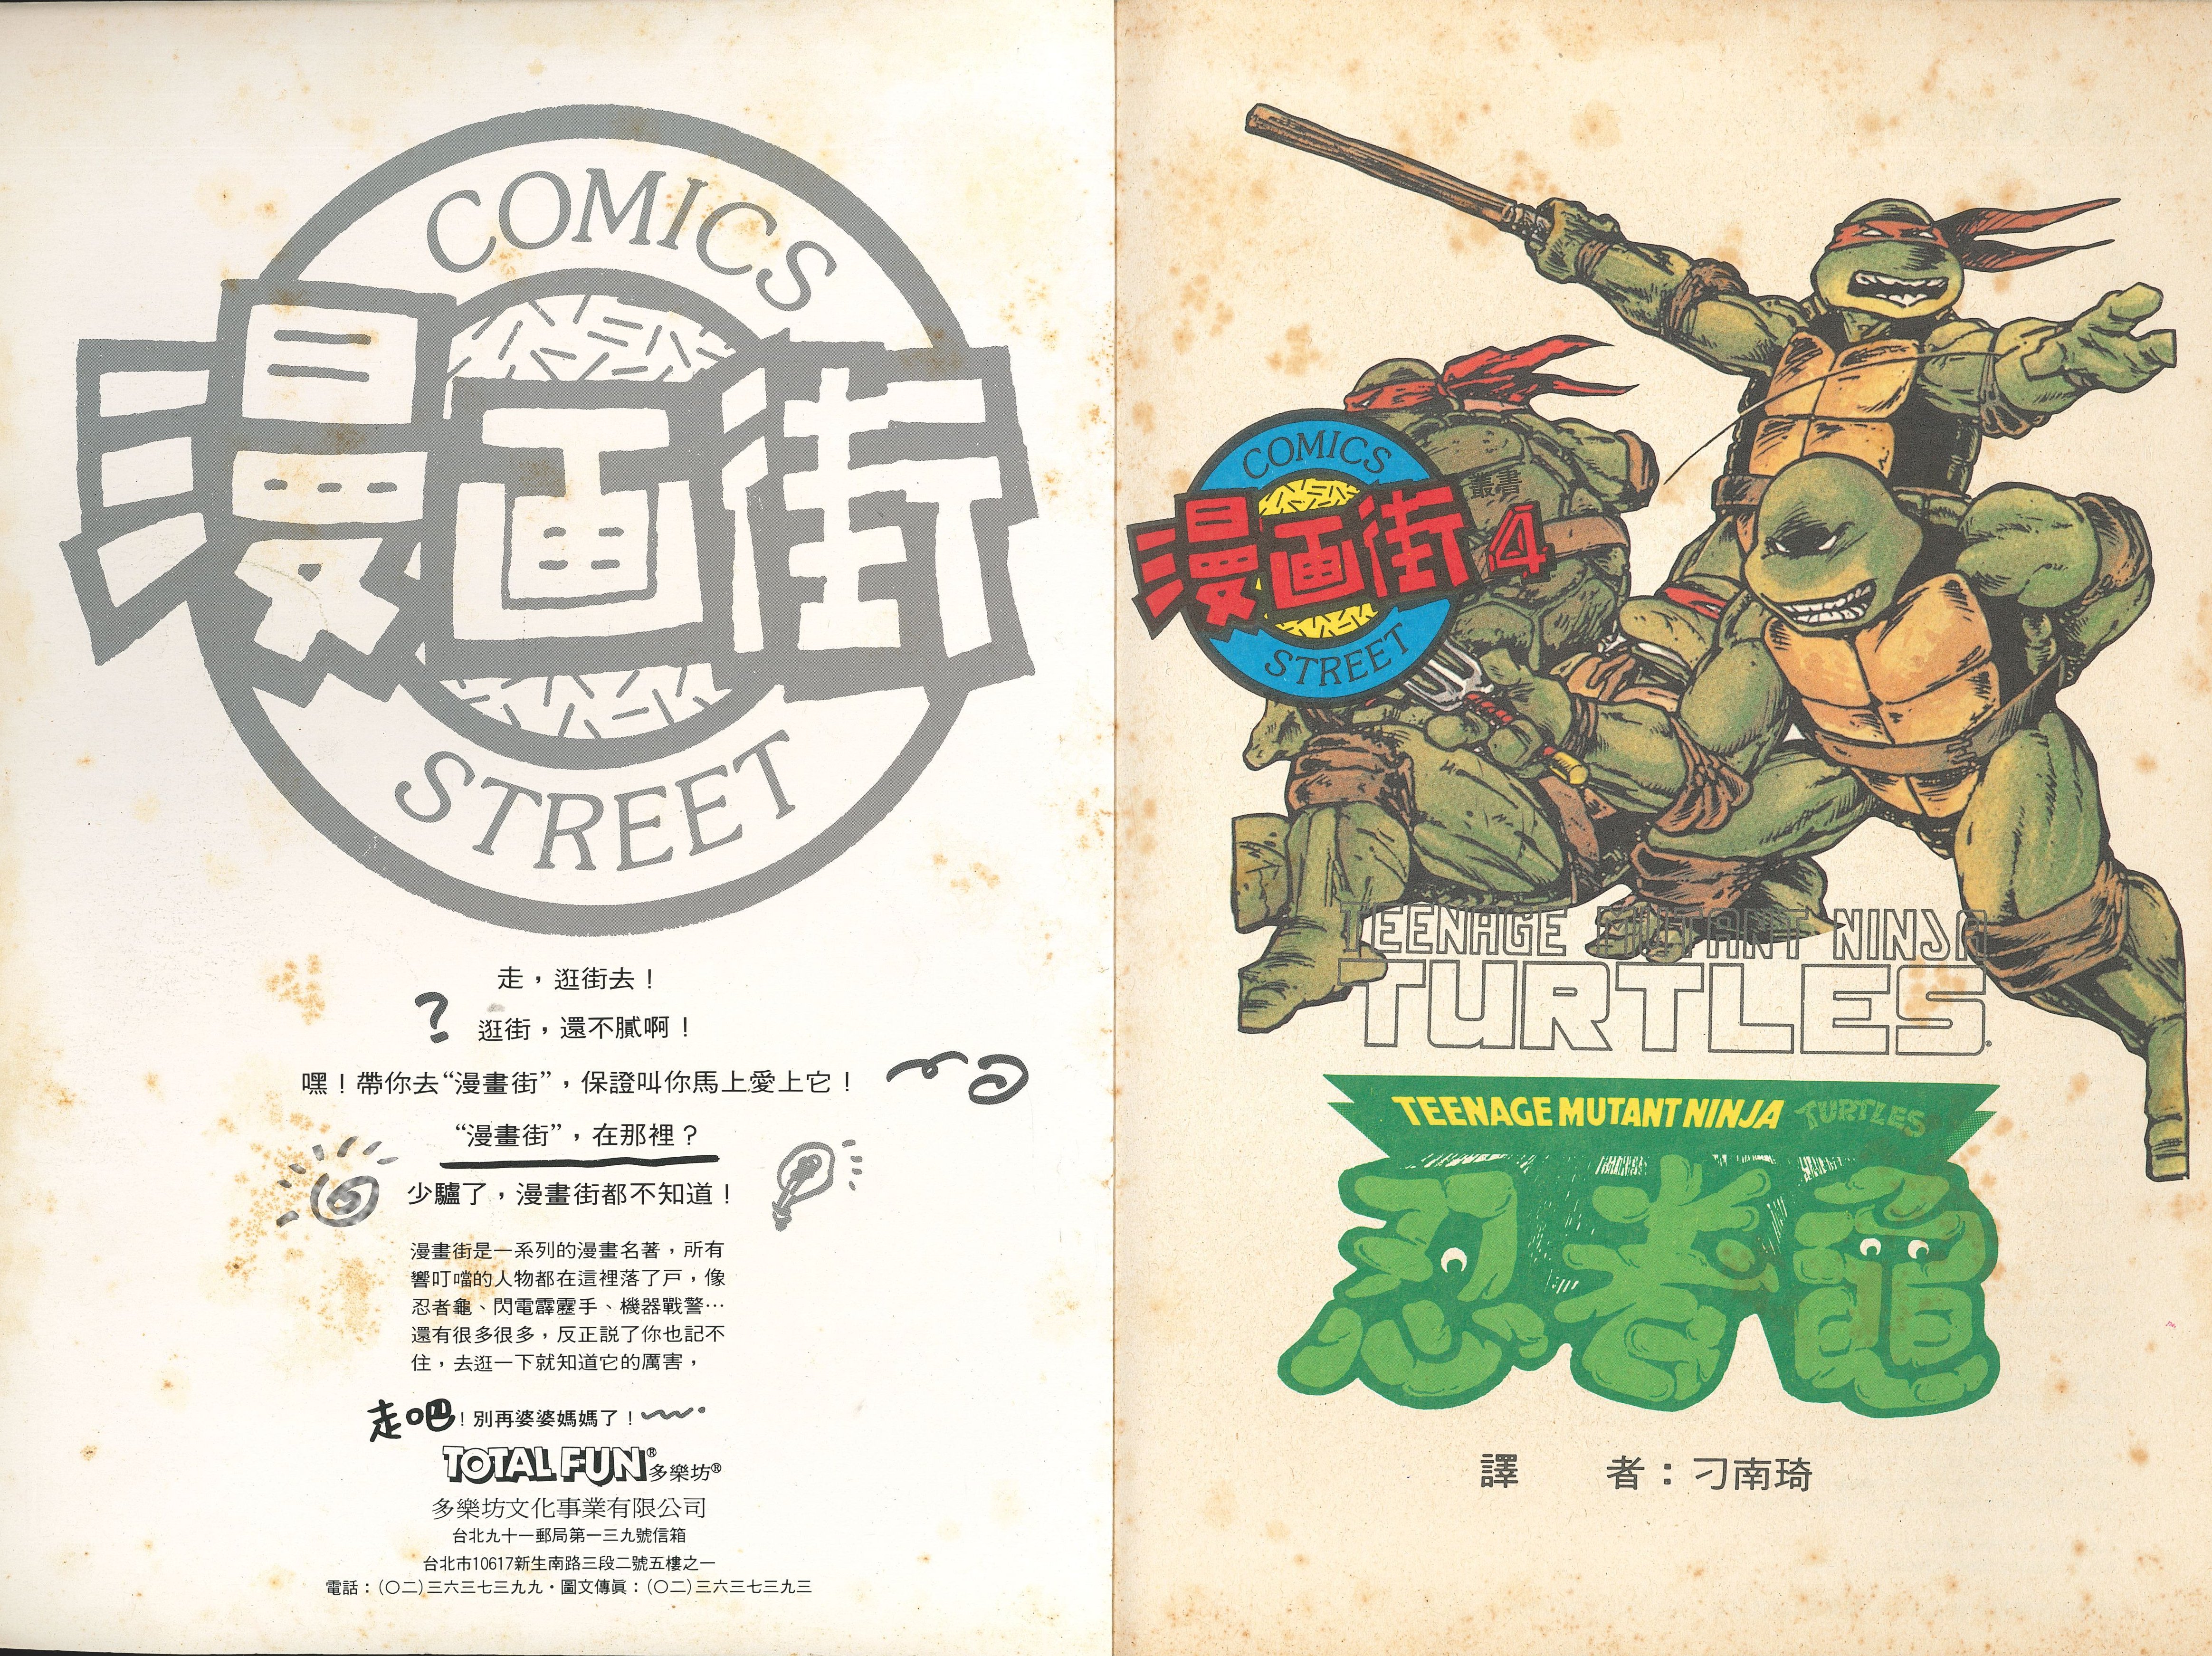 COMICS
漫画街
STREET
走，逛街去！
?
逛街，還不膩啊！
嘿！帶你去“漫畫街”，保證叫你馬上愛上它！
“漫畫街”，在那裡？
少驢了，漫畫街都不知道！
漫畫街是一系列的漫畫名著，所有
響叮噹的人物都在這裡落了戶，像
忍者龜、閃電霹靂手、機器戰警…
還有很多很多，反正説了你也記不
住，去逛一下就知道它的厲害，
走吧！別再婆婆媽媽了！
TOTAL FUN® 多樂坊®
多樂坊文化事業有限公司
台北九十一郵局第一三九號信箱
台北市10617新生南路三段二號五樓之一
電話：(〇二)三六三七三九九・圖文傳眞：(〇二)三六三七三九三
COMICS
漫画街 叢書 4
STREET
TEENAGE MUTANT NINJA
TURTLES®
TEENAGE MUTANT NINJA TURTLES
忍者龜
譯　者：刁南琦